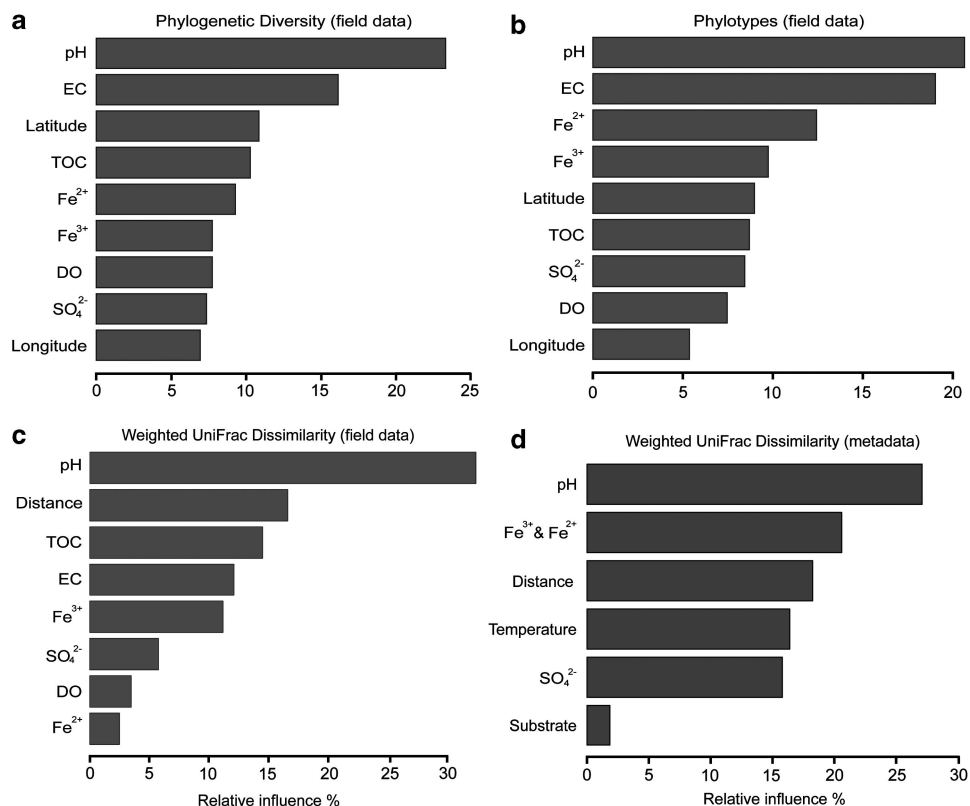 a
Phylogenetic Diversity (field data)
pH
EC
Latitude
TOC
Fe²⁺
Fe³⁺
DO
SO₄²⁻
Longitude
0 5 10 15 20 25
b
Phylotypes (field data)
pH
EC
Fe²⁺
Fe³⁺
Latitude
TOC
SO₄²⁻
DO
Longitude
0 5 10 15 20
c
Weighted UniFrac Dissimilarity (field data)
pH
Distance
TOC
EC
Fe³⁺
SO₄²⁻
DO
Fe²⁺
0 5 10 15 20 25 30
Relative influence %
d
Weighted UniFrac Dissimilarity (metadata)
pH
Fe³⁺ & Fe²⁺
Distance
Temperature
SO₄²⁻
Substrate
0 5 10 15 20 25 30
Relative influence %